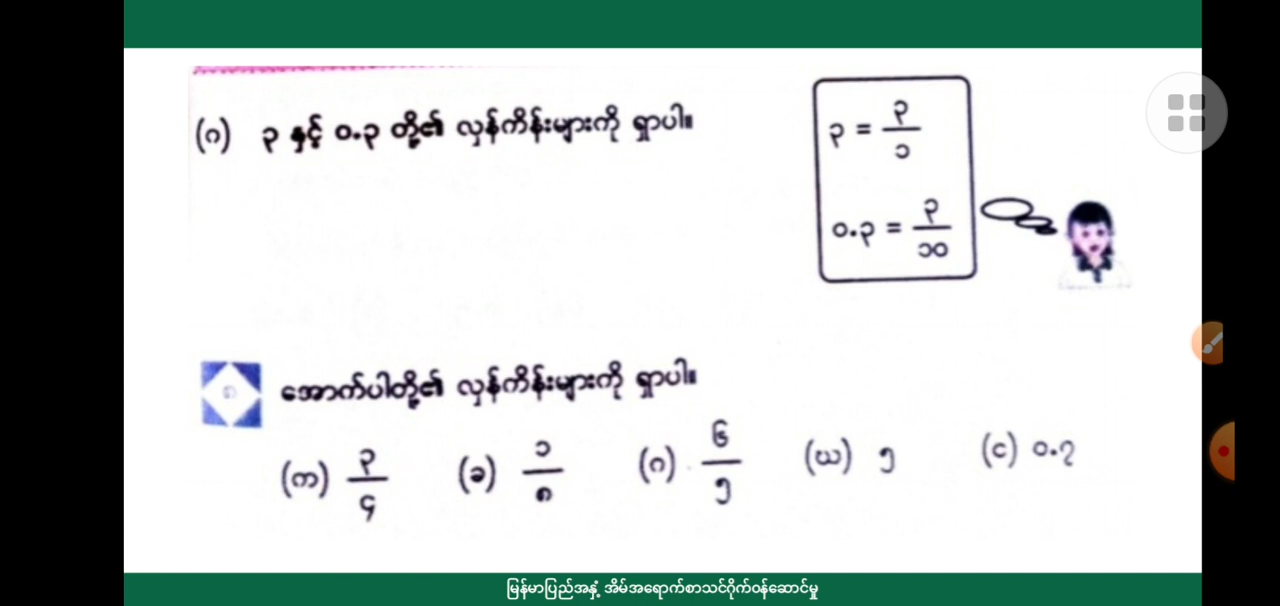 (ဂ) ၃ နှင့် ၀.၃ တို့၏ လှန်ကိန်းများကို ရှာပါ။
၃ = ၃/၁
၀.၃ = ၃/၁၀
၈ အောက်ပါတို့၏ လှန်ကိန်းများကို ရှာပါ။
(က) ၃/၄ (ခ) ၁/၈ (ဂ) ၆/၅ (ဃ) ၅ (င) ၀.၇
မြန်မာပြည်အနှံ့ အိမ်အရောက်စာသင်ဝိုက်ဝန်ဆောင်မှု